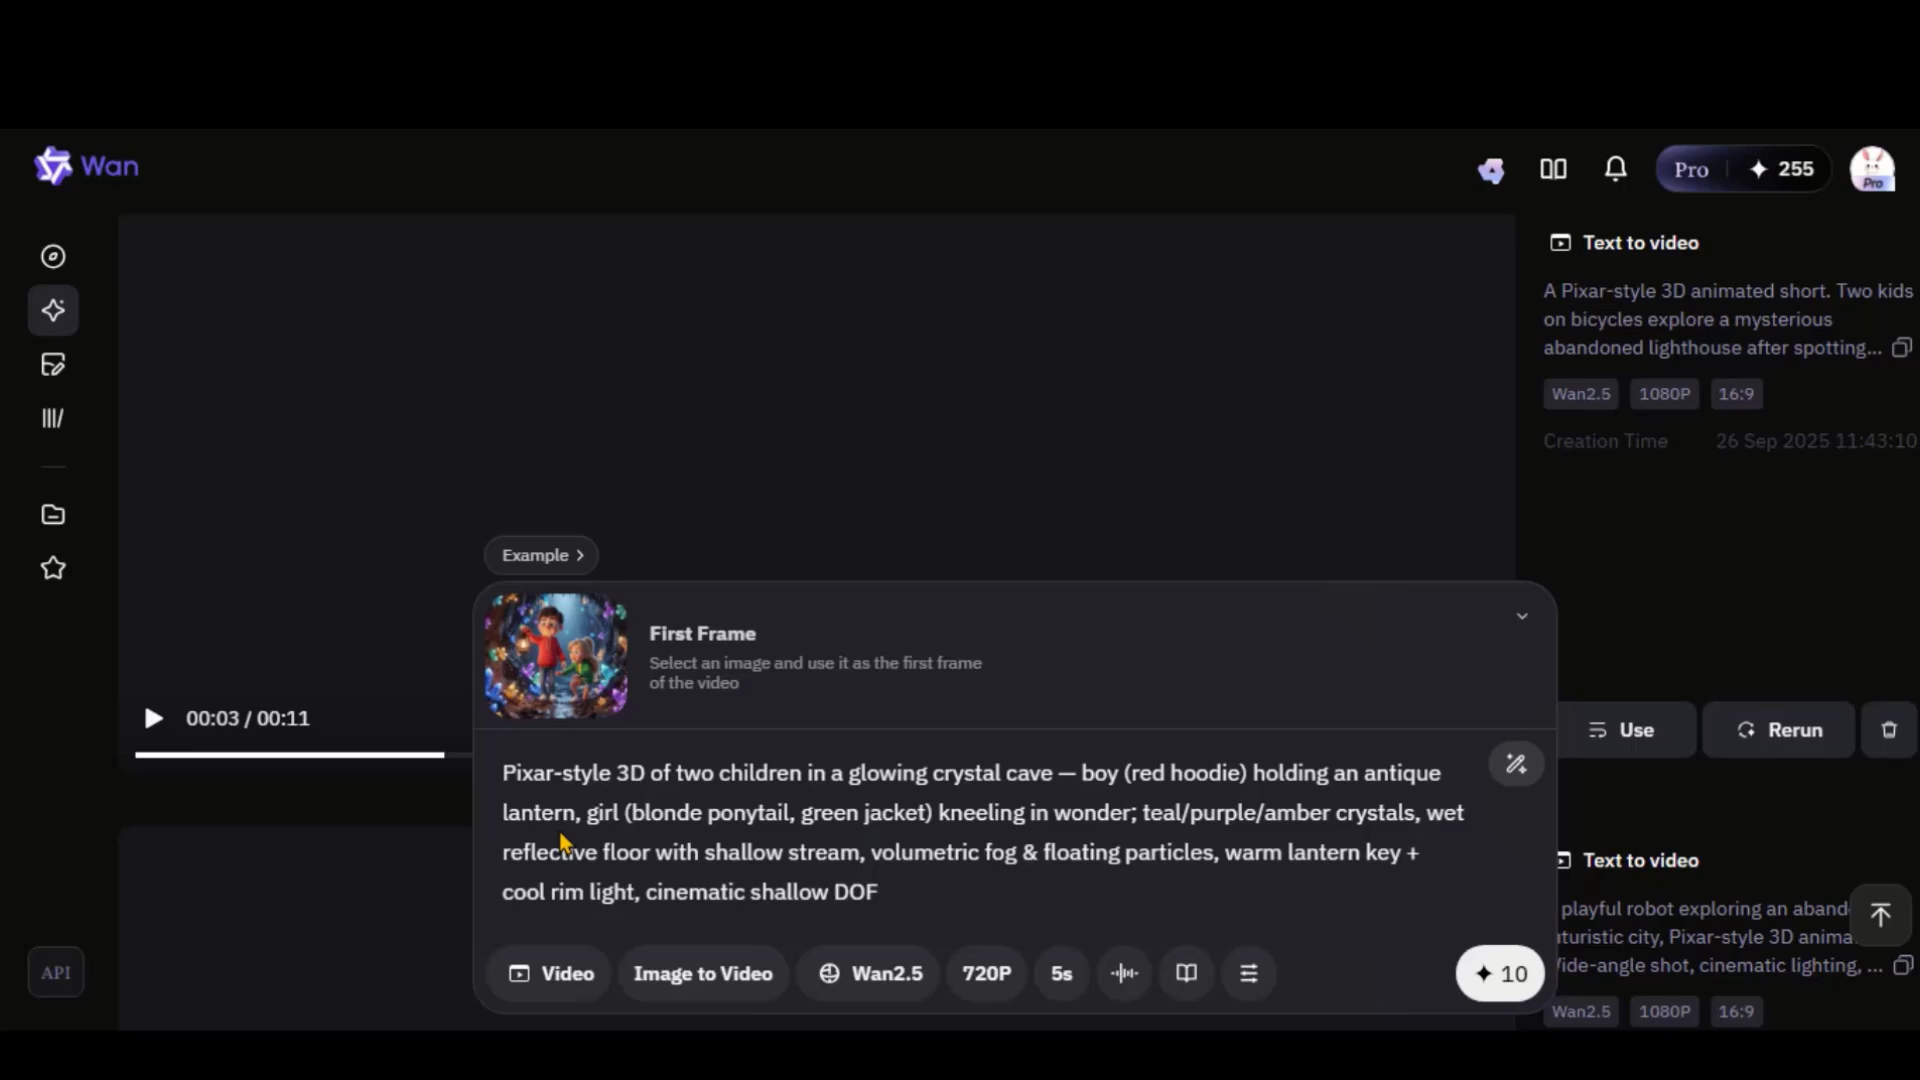 Wan
Pro
255
Pro
Text to video
A Pixar-style 3D animated short. Two kids
on bicycles explore a mysterious
abandoned lighthouse after spotting...
Wan2.5 1080P 16:9
Creation Time 26 Sep 2025 11:43:10
Example >
First Frame
Select an image and use it as the first frame
of the video
00:03 / 00:11
Use
Rerun
Pixar-style 3D of two children in a glowing crystal cave — boy (red hoodie) holding an antique
lantern, girl (blonde ponytail, green jacket) kneeling in wonder; teal/purple/amber crystals, wet
reflective floor with shallow stream, volumetric fog & floating particles, warm lantern key +
cool rim light, cinematic shallow DOF
Text to video
playful robot exploring an aband
uturistic city, Pixar-style 3D anima
ide-angle shot, cinematic lighting, ...
API
Video
Image to Video
Wan2.5
720P
5s
10
Wan2.5 1080P 16:9